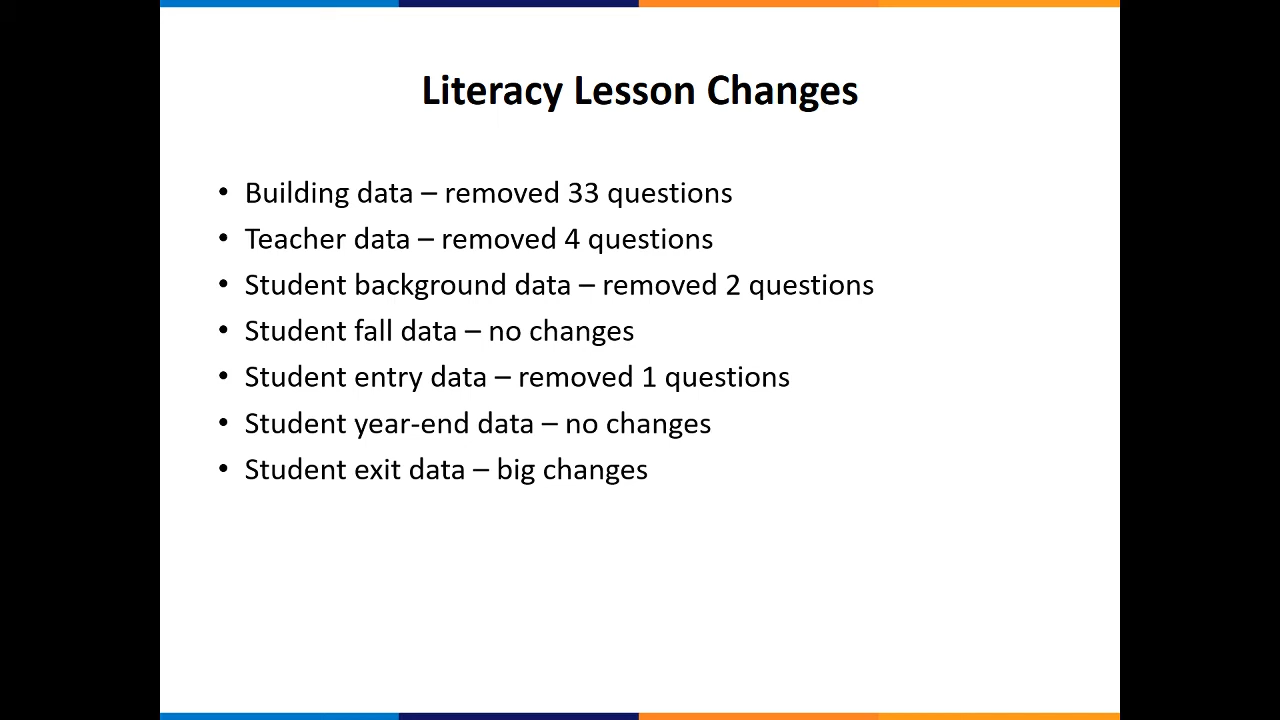 Literacy Lesson Changes
• Building data – removed 33 questions
• Teacher data – removed 4 questions
• Student background data – removed 2 questions
• Student fall data – no changes
• Student entry data – removed 1 questions
• Student year-end data – no changes
• Student exit data – big changes